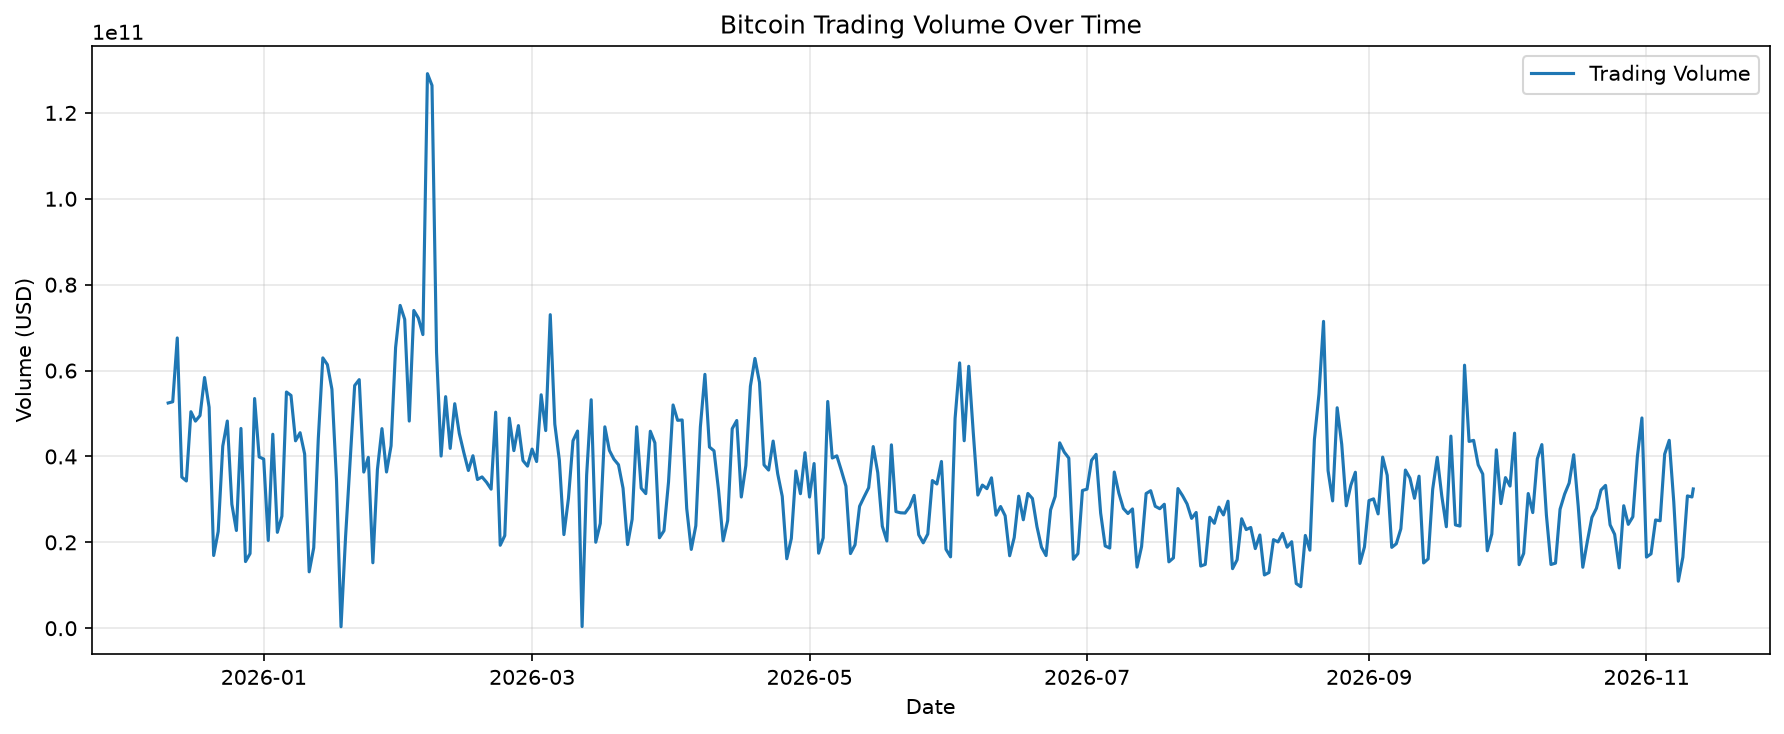 Bitcoin Trading Volume Over Time
1e11
Trading Volume
1.2
1.0
0.8
0.6
0.4
0.2
0.0
Volume (USD)
2026-01
2026-03
2026-05
2026-07
2026-09
2026-11
Date